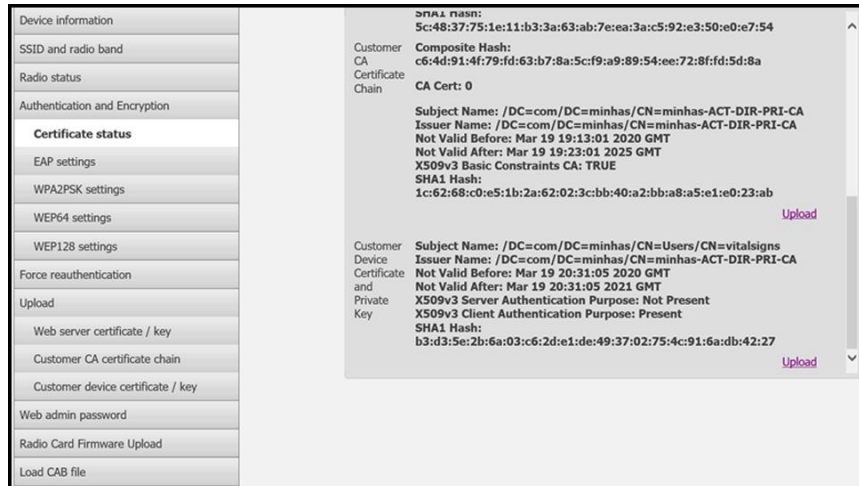 Device information
SSID and radio band
Radio status
Authentication and Encryption
Certificate status
EAP settings
WPA2PSK settings
WEP64 settings
WEP128 settings
Force reauthentication
Upload
Web server certificate / key
Customer CA certificate chain
Customer device certificate / key
Web admin password
Radio Card Firmware Upload
Load CAB file
SHA1 Hash:
5c:48:37:75:1e:11:b3:3a:63:ab:7e:ea:3a:c5:92:e3:50:e0:e7:54
Customer
CA
Certificate
Chain
Composite Hash:
c6:4d:91:4f:79:fd:63:b7:8a:5c:f9:a9:89:54:ee:72:8f:fd:5d:8a
CA Cert: 0
Subject Name: /DC=com/DC=minhas/CN=minhas-ACT-DIR-PRI-CA
Issuer Name: /DC=com/DC=minhas/CN=minhas-ACT-DIR-PRI-CA
Not Valid Before: Mar 19 19:13:01 2020 GMT
Not Valid After: Mar 19 19:23:01 2025 GMT
X509v3 Basic Constraints CA: TRUE
SHA1 Hash:
1c:62:68:c0:e5:1b:2a:62:02:3c:bb:40:a2:bb:a8:a5:e1:e0:23:ab
Upload
Customer
Device
Certificate
and
Private
Key
Subject Name: /DC=com/DC=minhas/CN=Users/CN=vitalsigns
Issuer Name: /DC=com/DC=minhas/CN=minhas-ACT-DIR-PRI-CA
Not Valid Before: Mar 19 20:31:05 2020 GMT
Not Valid After: Mar 19 20:31:05 2021 GMT
X509v3 Server Authentication Purpose: Not Present
X509v3 Client Authentication Purpose: Present
SHA1 Hash:
b3:d3:5e:2b:6a:03:c6:2d:e1:de:49:37:02:75:4c:91:6a:db:42:27
Upload